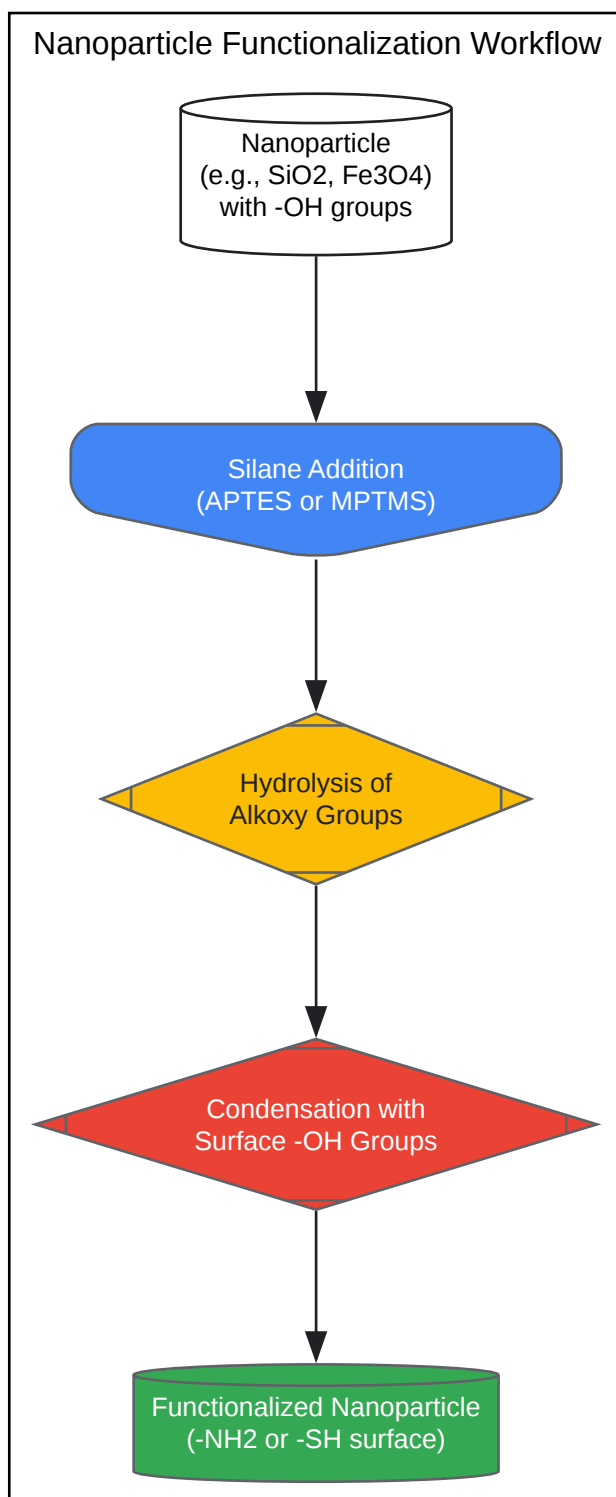 Nanoparticle Functionalization Workflow
Nanoparticle
(e.g., SiO2, Fe3O4)
with -OH groups
Silane Addition
(APTES or MPTMS)
Hydrolysis of
Alkoxy Groups
Condensation with
Surface -OH Groups
Functionalized Nanoparticle
(-NH2 or -SH surface)